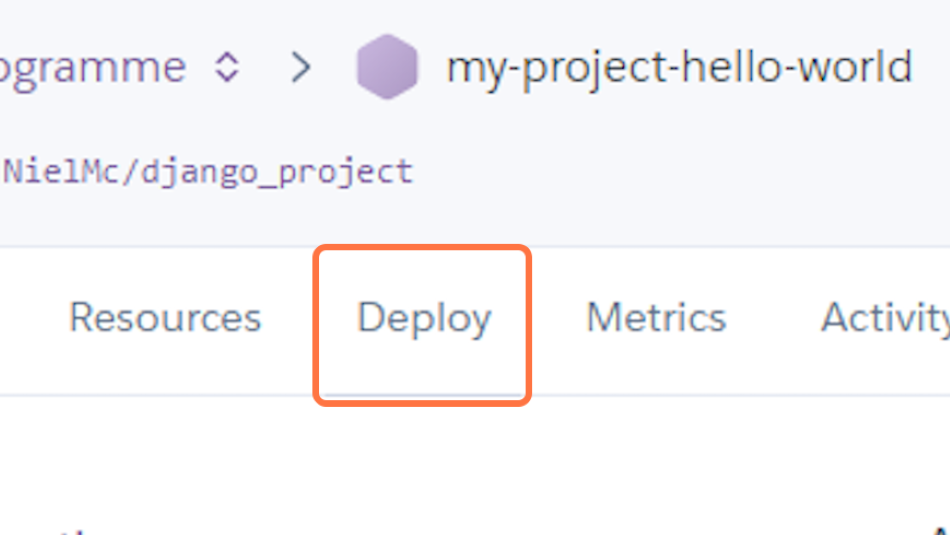 ogramme > my-project-hello-world
NielMc/django_project
Resources Deploy Metrics Activity